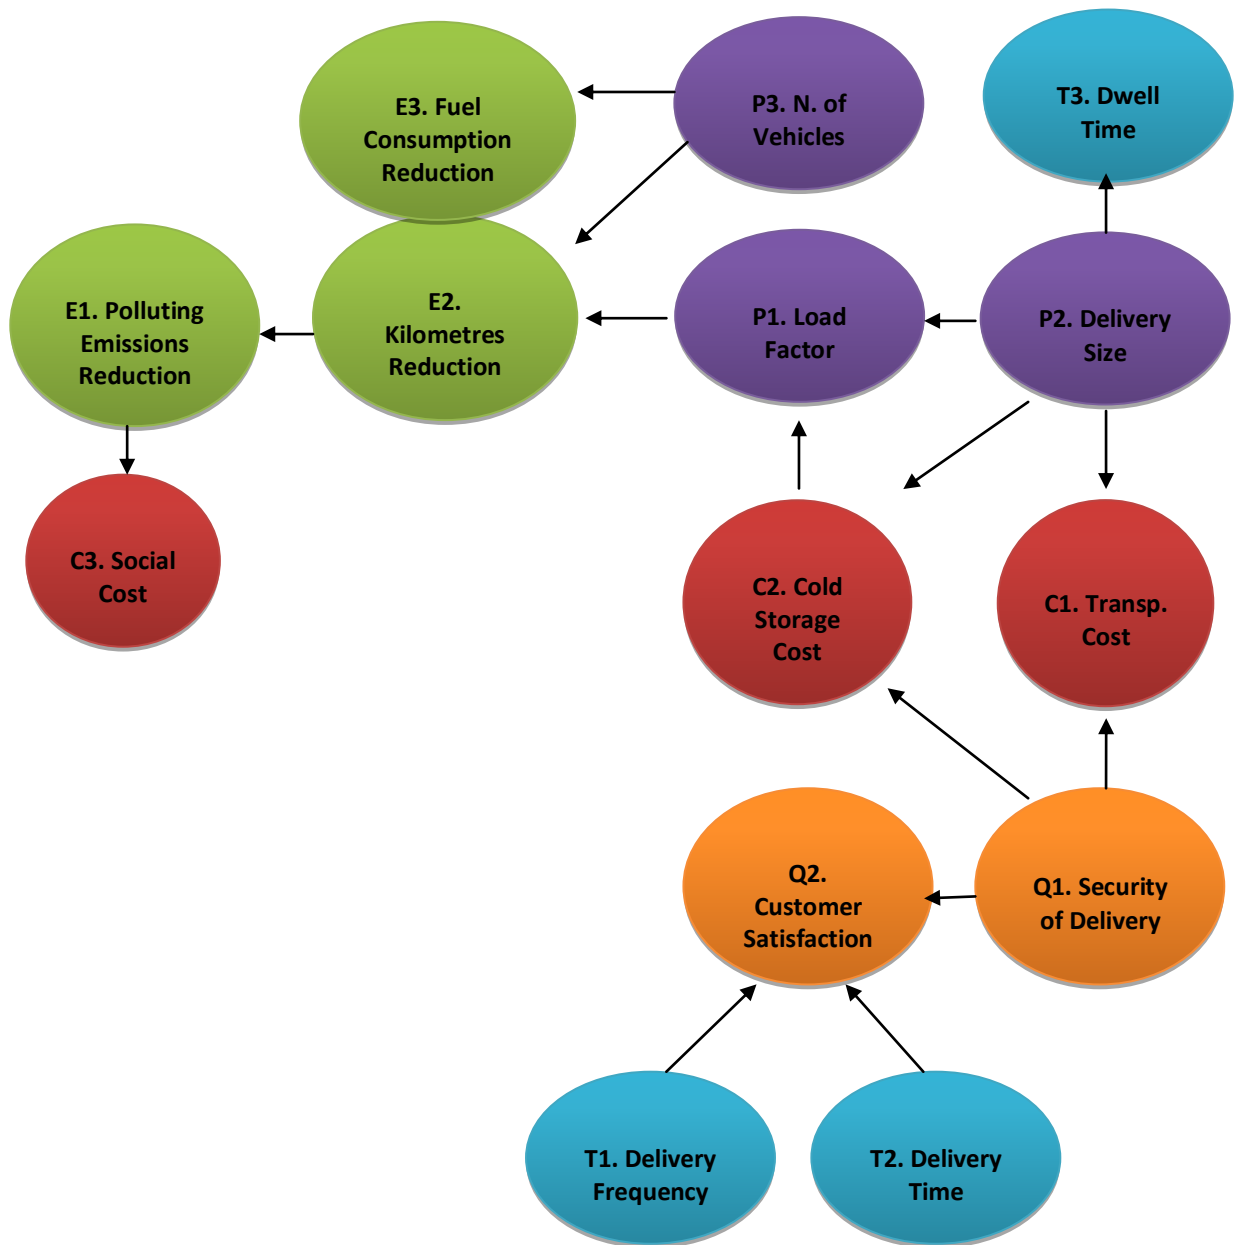 E3. Fuel
Consumption
Reduction
P3. N. of
Vehicles
T3. Dwell
Time
E1. Polluting
Emissions
Reduction
E2.
Kilometres
Reduction
P1. Load
Factor
P2. Delivery
Size
C3. Social
Cost
C2. Cold
Storage
Cost
C1. Transp.
Cost
Q2.
Customer
Satisfaction
Q1. Security
of Delivery
T1. Delivery
Frequency
T2. Delivery
Time